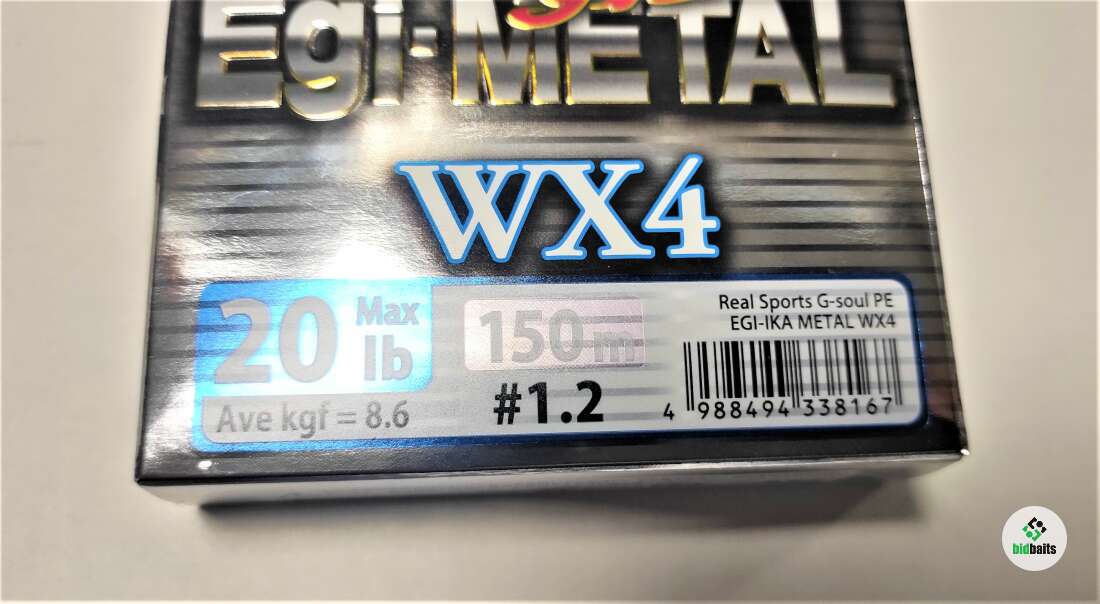 Egi-METAL
WX4
20 Max lb
150m
Ave kgf = 8.6
#1.2
Real Sports G-soul PE
EGI-IKA METAL WX4
4 988494 338167
bidbaits